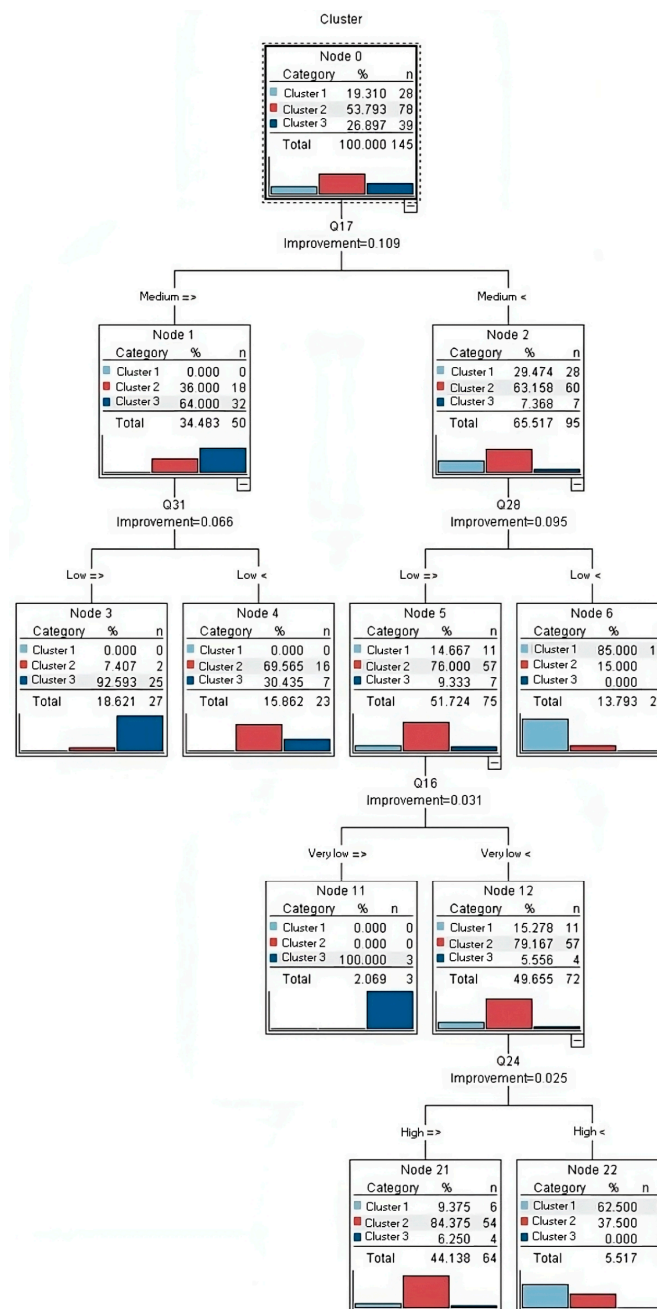 Cluster
Node 0
Category % n
Cluster 1 19.310 28
Cluster 2 53.793 78
Cluster 3 26.897 39
Total 100.000 145
Q17
Improvement=0.109
Medium =>
Medium <
Node 1
Category % n
Cluster 1 0.000 0
Cluster 2 36.000 18
Cluster 3 64.000 32
Total 34.483 50
Node 2
Category % n
Cluster 1 29.474 28
Cluster 2 63.158 60
Cluster 3 7.368 7
Total 65.517 95
Q31
Improvement=0.066
Q28
Improvement=0.095
Low =>
Low <
Low =>
Low <
Node 3
Category % n
Cluster 1 0.000 0
Cluster 2 7.407 2
Cluster 3 92.593 25
Total 18.621 27
Node 4
Category % n
Cluster 1 0.000 0
Cluster 2 69.565 16
Cluster 3 30.435 7
Total 15.862 23
Node 5
Category % n
Cluster 1 14.667 11
Cluster 2 76.000 57
Cluster 3 9.333 7
Total 51.724 75
Node 6
Category % n
Cluster 1 85.000
Cluster 2 15.000
Cluster 3 0.000
Total 13.793
Q16
Improvement=0.031
Very low =>
Very low <
Node 11
Category % n
Cluster 1 0.000 0
Cluster 2 0.000 0
Cluster 3 100.000 3
Total 2.069 3
Node 12
Category % n
Cluster 1 15.278 11
Cluster 2 79.167 57
Cluster 3 5.556 4
Total 49.655 72
Q24
Improvement=0.025
High =>
High <
Node 21
Category % n
Cluster 1 9.375 6
Cluster 2 84.375 54
Cluster 3 6.250 4
Total 44.138 64
Node 22
Category % n
Cluster 1 62.500
Cluster 2 37.500
Cluster 3 0.000
Total 5.517